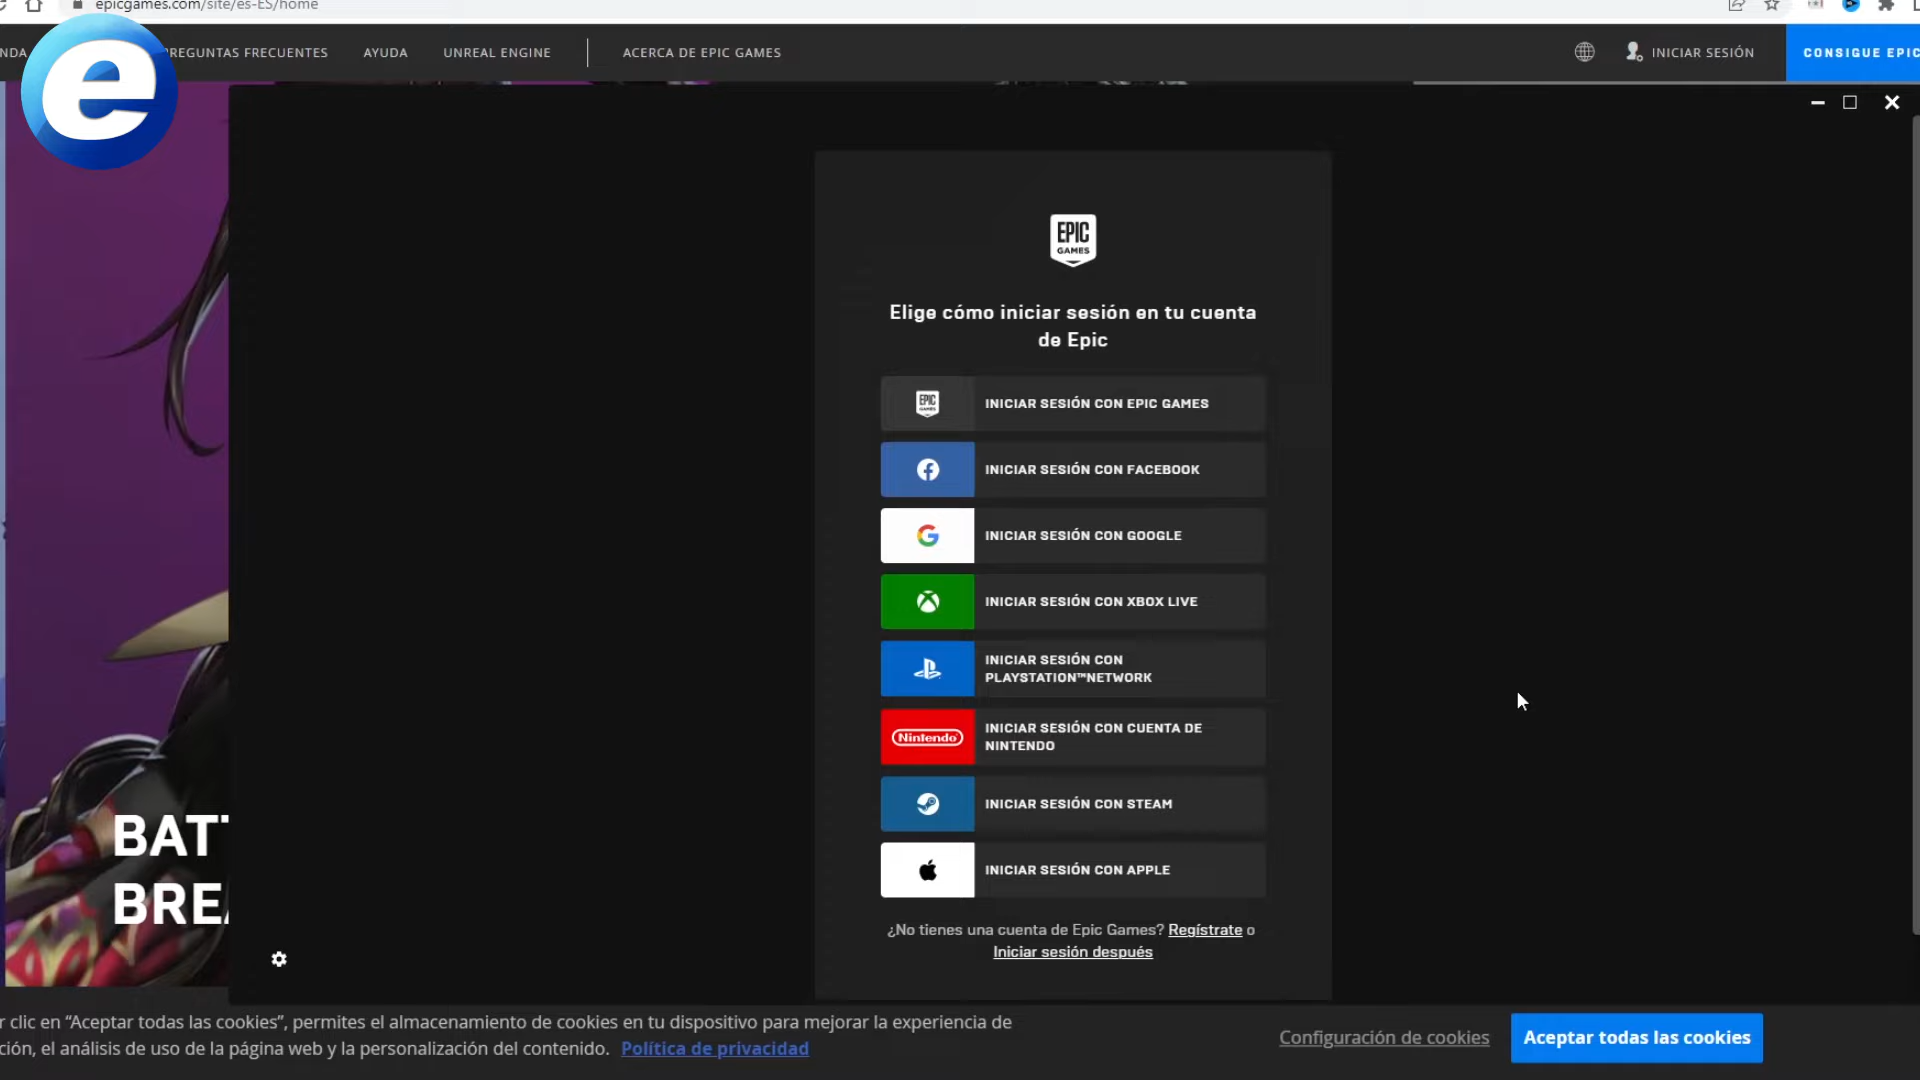 epicgames.com/site/es-ES/home
NDA
PREGUNTAS FRECUENTES
AYUDA
UNREAL ENGINE
ACERCA DE EPIC GAMES
INICIAR SESIÓN
CONSIGUE EPIC
e
EPIC
GAMES
Elige cómo iniciar sesión en tu cuenta
de Epic
EPIC
GAMES
INICIAR SESIÓN CON EPIC GAMES
INICIAR SESIÓN CON FACEBOOK
INICIAR SESIÓN CON GOOGLE
INICIAR SESIÓN CON XBOX LIVE
INICIAR SESIÓN CON
PLAYSTATION™NETWORK
Nintendo
INICIAR SESIÓN CON CUENTA DE
NINTENDO
INICIAR SESIÓN CON STEAM
INICIAR SESIÓN CON APPLE
¿No tienes una cuenta de Epic Games? Regístrate o
Iniciar sesión después
BATT
BREA
r clic en “Aceptar todas las cookies”, permites el almacenamiento de cookies en tu dispositivo para mejorar la experiencia de
ción, el análisis de uso de la página web y la personalización del contenido. Política de privacidad
Configuración de cookies
Aceptar todas las cookies